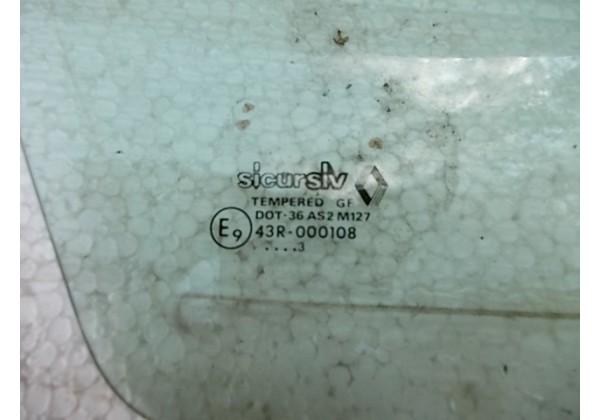 sicursiv
TEMPERED GF
DOT-36 AS2 M127
E9 43R-000108
....3